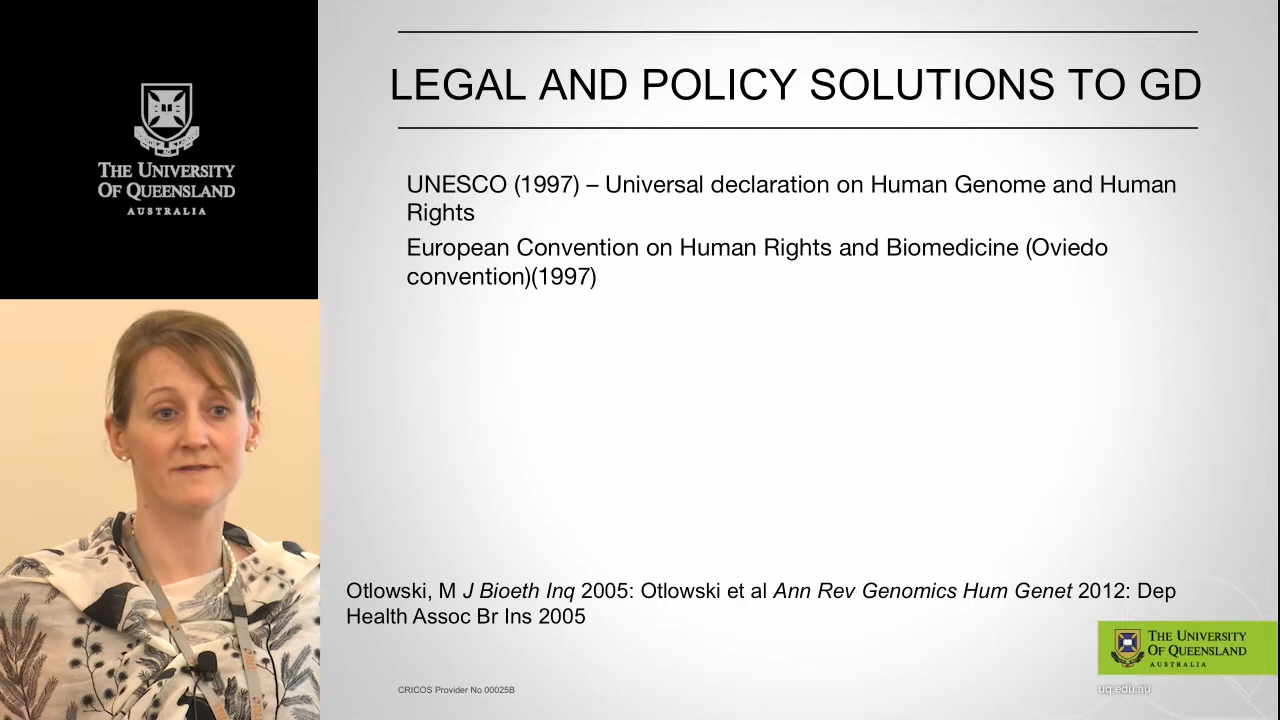 THE UNIVERSITY
OF QUEENSLAND
AUSTRALIA
LEGAL AND POLICY SOLUTIONS TO GD
UNESCO (1997) – Universal declaration on Human Genome and Human
Rights
European Convention on Human Rights and Biomedicine (Oviedo
convention)(1997)
Otlowski, M J Bioeth Inq 2005: Otlowski et al Ann Rev Genomics Hum Genet 2012: Dep
Health Assoc Br Ins 2005
THE UNIVERSITY
OF QUEENSLAND
AUSTRALIA
CRICOS Provider No 00025B
uq.edu.au